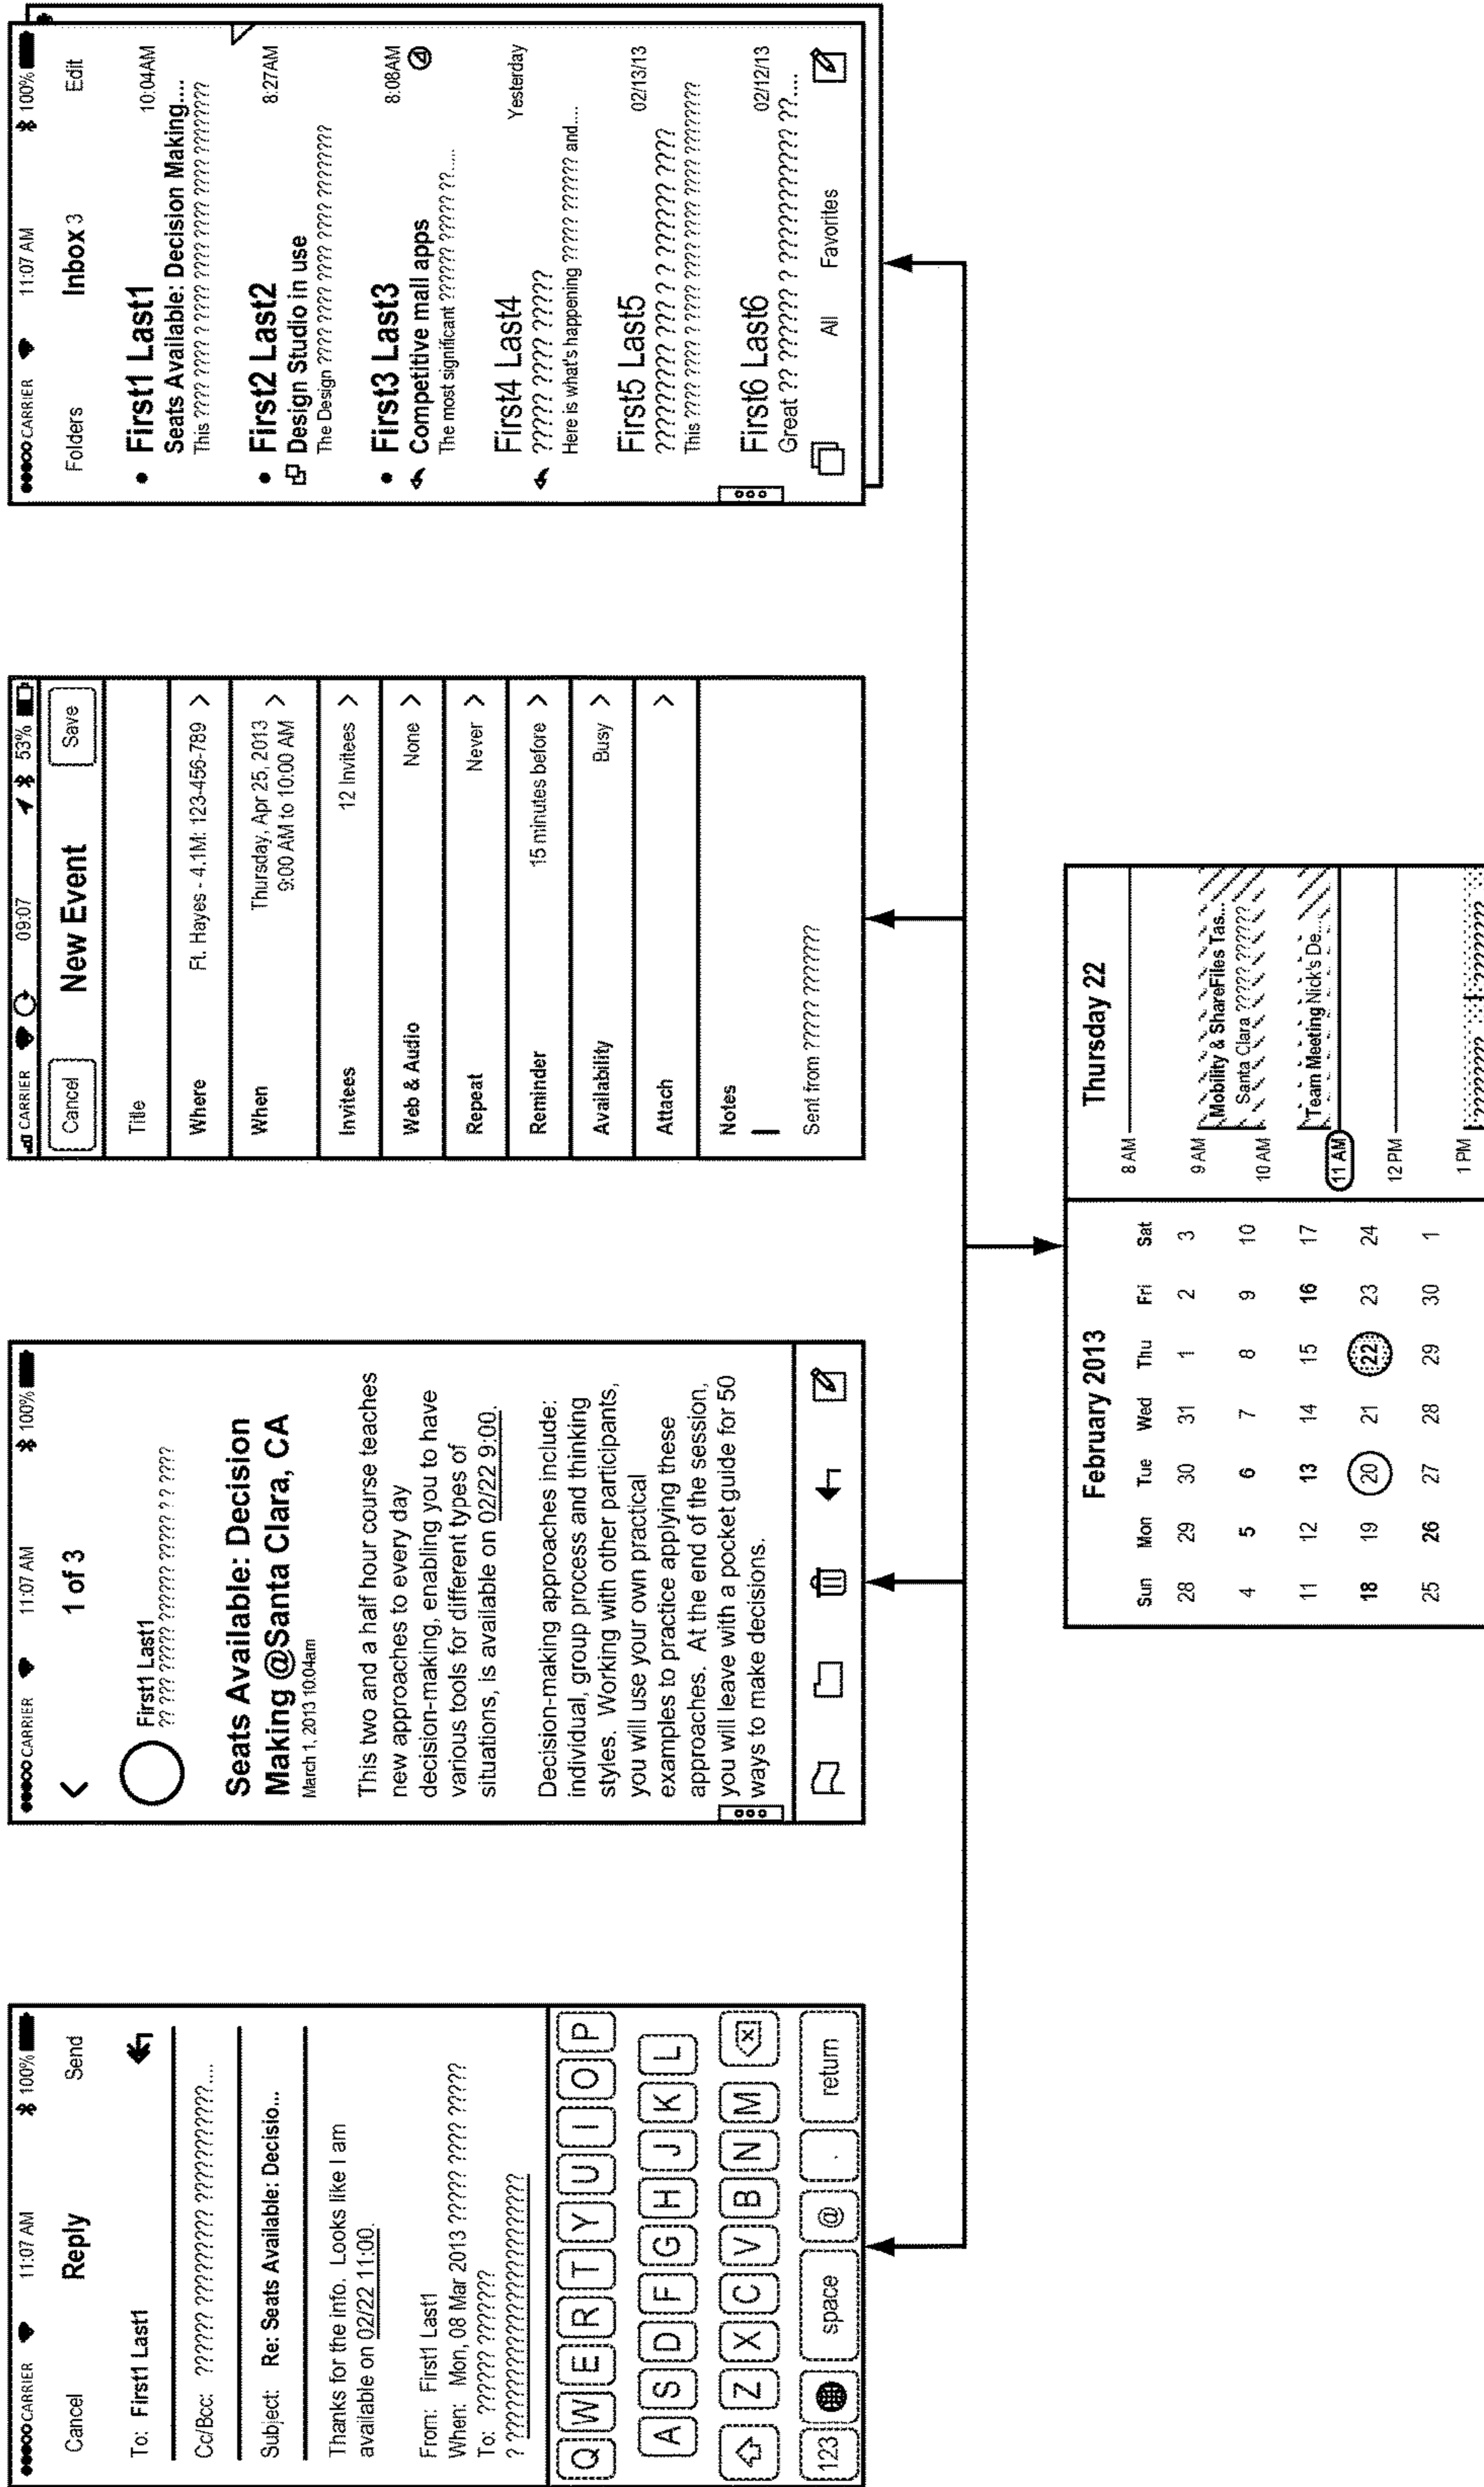 CARRIER 11:07 AM 100%
Cancel Reply Send
To: First1 Last1
Cc/Bcc: ?????? ?????????? ???????????....
Subject: Re: Seats Available: Decisio...
Thanks for the info. Looks like I am
available on 02/22 11:00.
From: First1 Last1
When: Mon, 08 Mar 2013 ????? ???? ?????
To: ?????? ???????
? ??????????????????????????
Q W E R T Y U I O P
A S D F G H J K L
Z X C V B N M
123 space @ . return
CARRIER 11:07 AM 100%
1 of 3
First1 Last1
?? ??? ????? ?????? ????? ?? ????
Seats Available: Decision
Making @Santa Clara, CA
March 1, 2013 10:04am
This two and a half hour course teaches
new approaches to every day
decision-making, enabling you to have
various tools for different types of
situations, is available on 02/22 9:00.
Decision-making approaches include:
individual, group process and thinking
styles. Working with other participants,
you will use your own practical
examples to practice applying these
approaches. At the end of the session,
you will leave with a pocket guide for 50
ways to make decisions.
CARRIER 09:07 53%
Cancel New Event Save
Title
Where Ft. Hayes - 4.1M: 123-456-789 >
When Thursday, Apr 25, 2013 >
9:00 AM to 10:00 AM
Invitees 12 Invitees >
Web & Audio None >
Repeat Never >
Reminder 15 minutes before >
Availability Busy >
Attach >
Notes
Sent from ????? ???????
CARRIER 11:07 AM 100%
Folders Inbox 3 Edit
• First1 Last1 10:04AM
Seats Available: Decision Making....
This ???? ???? ? ???? ???? ???? ???? ????????
• First2 Last2 8:27AM
Design Studio in use
The Design ???? ???? ???? ???? ????????
• First3 Last3 8:08AM
Competitive mall apps
The most significant ?????? ????? ??.....
First4 Last4 Yesterday
????? ???? ?????
Here is what's happening ????? ?????? and....
First5 Last5 02/13/13
????????? ??? ? ? ??????? ????
This ???? ???? ? ???? ???? ???? ???? ????????
First6 Last6 02/12/13
Great ?? ?????? ? ???????????? ??....
All Favorites
February 2013
Sun Mon Tue Wed Thu Fri Sat
28 29 30 31 1 2 3
4 5 6 7 8 9 10
11 12 13 14 15 16 17
18 19 20 21 22 23 24
25 26 27 28 29 30 1
Thursday 22
8 AM
9 AM
Mobility & ShareFiles Tas...
Santa Clara ????? ?????
10 AM
Team Meeting Nick's De...
11 AM
12 PM
1 PM